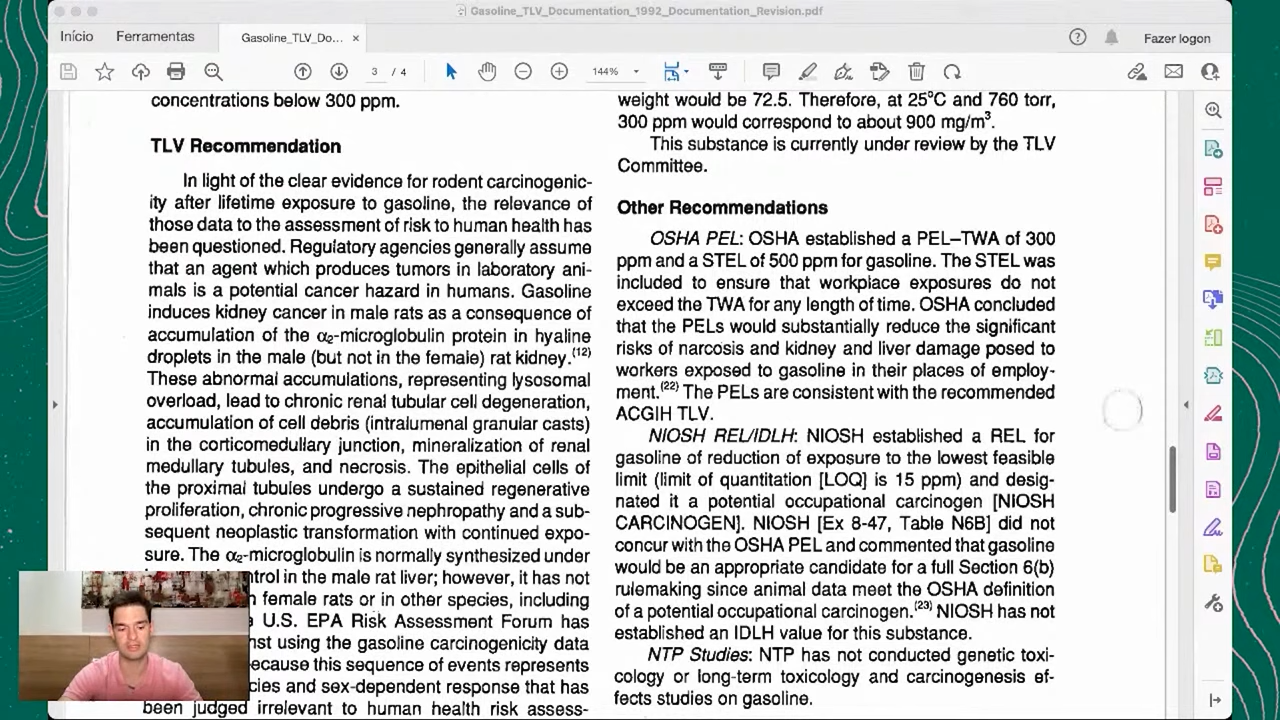 Gasoline_TLV_Documentation_1992_Documentation_Revision.pdf
Início
Ferramentas
Gasoline_TLV_Do...
×
Fazer logon
3 / 4
144%
concentrations below 300 ppm.
TLV Recommendation
In light of the clear evidence for rodent carcinogenic-
ity after lifetime exposure to gasoline, the relevance of
those data to the assessment of risk to human health has
been questioned. Regulatory agencies generally assume
that an agent which produces tumors in laboratory ani-
mals is a potential cancer hazard in humans. Gasoline
induces kidney cancer in male rats as a consequence of
accumulation of the α2-microglobulin protein in hyaline
droplets in the male (but not in the female) rat kidney.(12)
These abnormal accumulations, representing lysosomal
overload, lead to chronic renal tubular cell degeneration,
accumulation of cell debris (intralumenal granular casts)
in the corticomedullary junction, mineralization of renal
medullary tubules, and necrosis. The epithelial cells of
the proximal tubules undergo a sustained regenerative
proliferation, chronic progressive nephropathy and a sub-
sequent neoplastic transformation with continued expo-
sure. The α2-microglobulin is normally synthesized under
ntrol in the male rat liver; however, it has not
n female rats or in other species, including
U.S. EPA Risk Assessment Forum has
nst using the gasoline carcinogenicity data
ecause this sequence of events represents
cies and sex-dependent response that has
been judged irrelevant to human health risk assess-
weight would be 72.5. Therefore, at 25°C and 760 torr,
300 ppm would correspond to about 900 mg/m3.
This substance is currently under review by the TLV
Committee.
Other Recommendations
OSHA PEL: OSHA established a PEL–TWA of 300
ppm and a STEL of 500 ppm for gasoline. The STEL was
included to ensure that workplace exposures do not
exceed the TWA for any length of time. OSHA concluded
that the PELs would substantially reduce the significant
risks of narcosis and kidney and liver damage posed to
workers exposed to gasoline in their places of employ-
ment.(22) The PELs are consistent with the recommended
ACGIH TLV.
NIOSH REL/IDLH: NIOSH established a REL for
gasoline of reduction of exposure to the lowest feasible
limit (limit of quantitation [LOQ] is 15 ppm) and desig-
nated it a potential occupational carcinogen [NIOSH
CARCINOGEN]. NIOSH [Ex 8-47, Table N6B] did not
concur with the OSHA PEL and commented that gasoline
would be an appropriate candidate for a full Section 6(b)
rulemaking since animal data meet the OSHA definition
of a potential occupational carcinogen.(23) NIOSH has not
established an IDLH value for this substance.
NTP Studies: NTP has not conducted genetic toxi-
cology or long-term toxicology and carcinogenesis ef-
fects studies on gasoline.